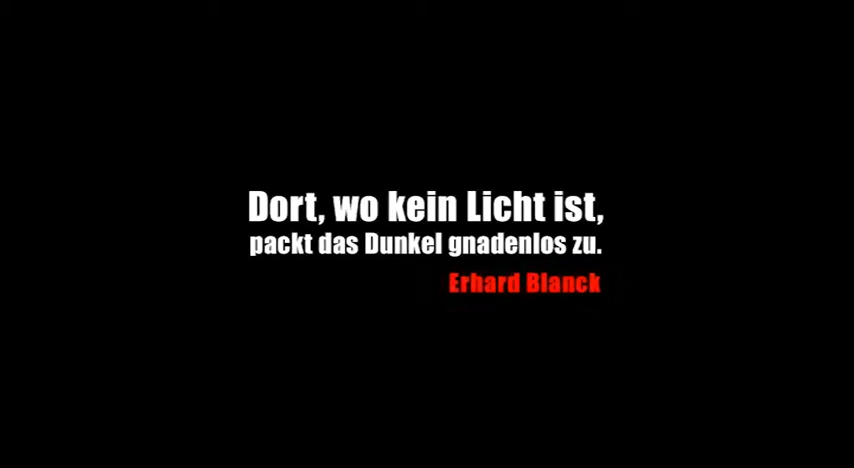 Dort, wo kein Licht ist,
packt das Dunkel gnadenlos zu.
Erhard Blanck